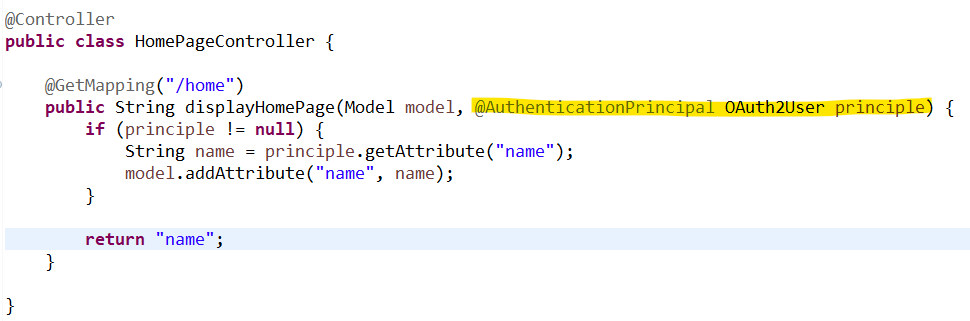 @Controller
public class HomePageController {
@GetMapping("/home")
public String displayHomePage(Model model, @AuthenticationPrincipal OAuth2User principle) {
if (principle != null) {
String name = principle.getAttribute("name");
model.addAttribute("name", name);
}
return "name";
}
}